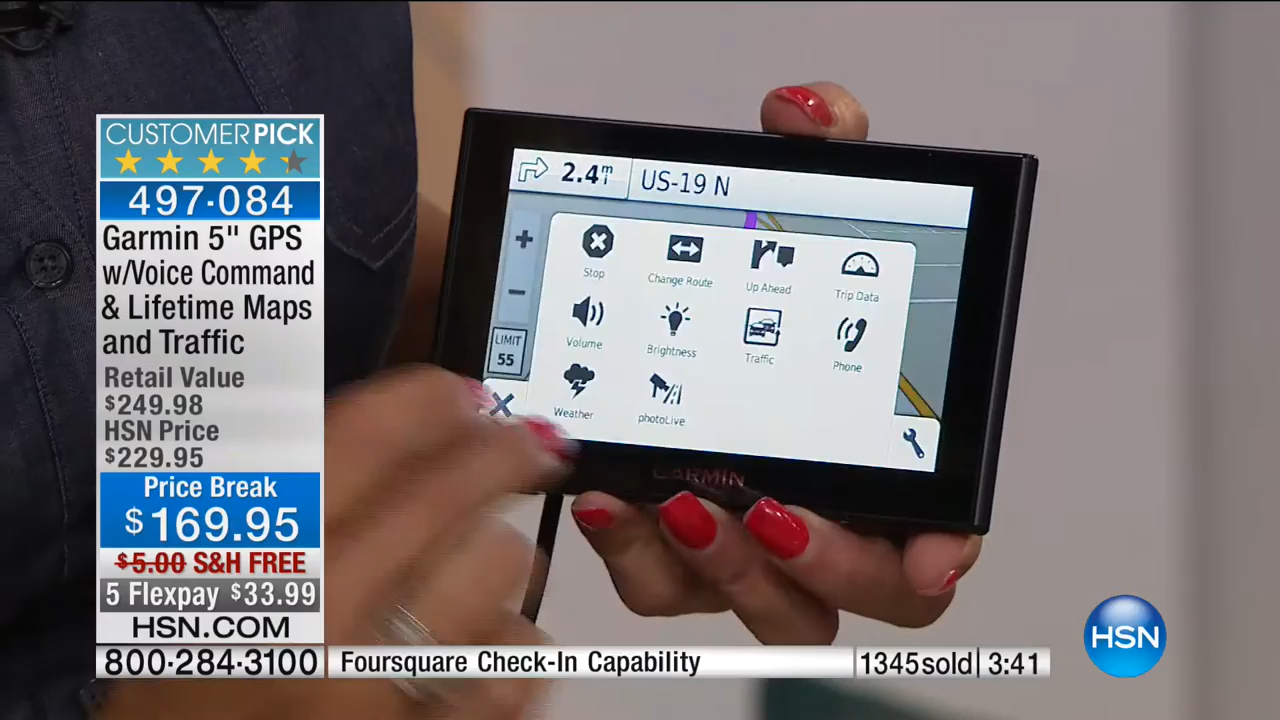 CUSTOMERPICK
497·084
Garmin 5" GPS
w/Voice Command
& Lifetime Maps
and Traffic
Retail Value
$249.98
HSN Price
$229.95
Price Break
$169.95
$5.00 S&H FREE
5 Flexpay $33.99
HSN.COM
800·284·3100
Foursquare Check-In Capability
1345sold
3:41
HSN
2.4 mi
US-19 N
Stop
Change Route
Up Ahead
Trip Data
Volume
Brightness
Traffic
Phone
Weather
photoLive
LIMIT
55
GARMIN